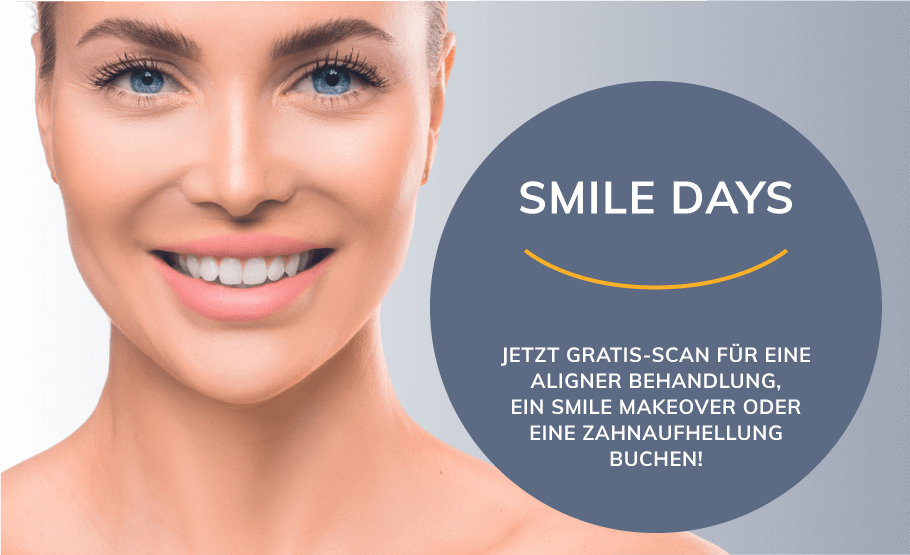 SMILE DAYS
JETZT GRATIS-SCAN FÜR EINE
ALIGNER BEHANDLUNG,
EIN SMILE MAKEOVER ODER
EINE ZAHNAUFHELLUNG
BUCHEN!